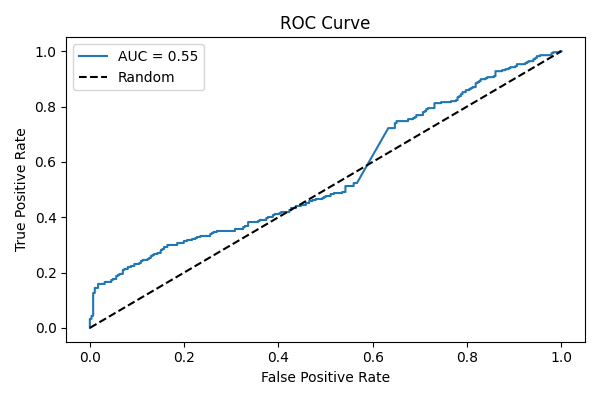 ROC Curve
AUC = 0.55
Random
True Positive Rate
1.0
0.8
0.6
0.4
0.2
0.0
0.0 0.2 0.4 0.6 0.8 1.0
False Positive Rate